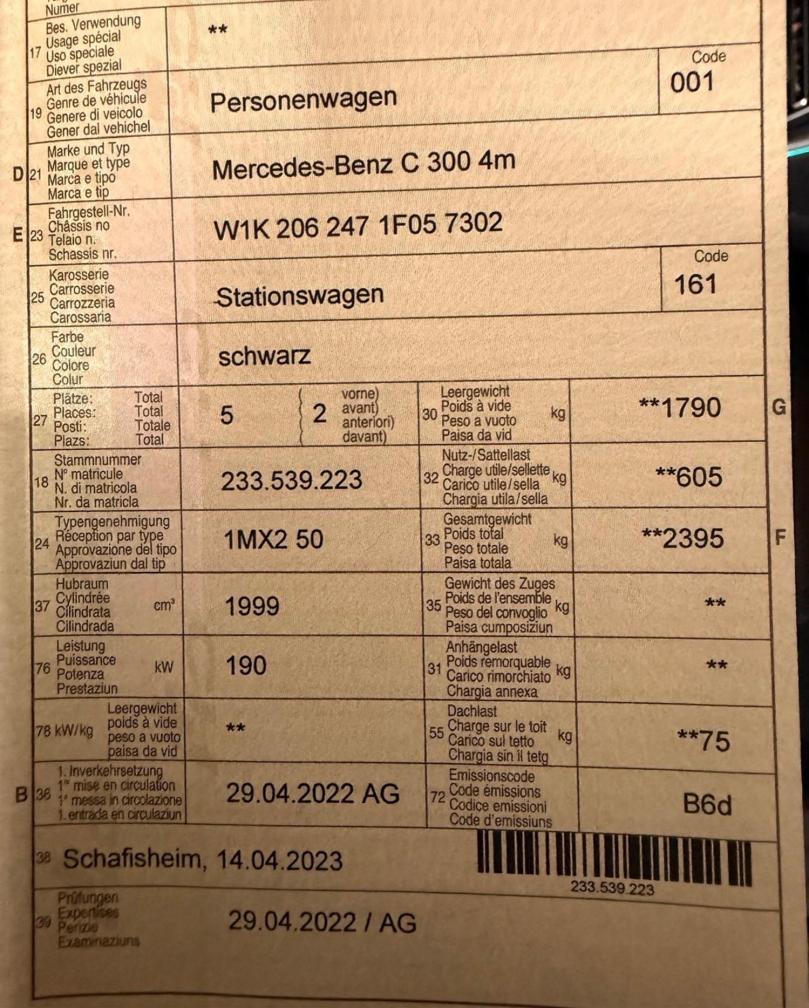 Numer
17 Bes. Verwendung
Usage spécial
Uso speciale
Diever spezial
**
19 Art des Fahrzeugs
Genre de véhicule
Genere di veicolo
Gener dal vehichel
Personenwagen
Code
001
D 21 Marke und Typ
Marque et type
Marca e tipo
Marca e tip
Mercedes-Benz C 300 4m
E 23 Fahrgestell-Nr.
Châssis no
Telaio n.
Schassis nr.
W1K 206 247 1F05 7302
25 Karosserie
Carrosserie
Carrozzeria
Carossaria
Stationswagen
Code
161
26 Farbe
Couleur
Colore
Colur
schwarz
27 Plätze: Total
Places: Total
Posti: Totale
Plazs: Total
5 ( 2 vorne)
avant)
anteriori)
davant)
30 Leergewicht
Poids à vide
Peso a vuoto
Paisa da vid
kg
**1790
G
18 Stammnummer
N° matricule
N. di matricola
Nr. da matricla
233.539.223
32 Nutz-/Sattellast
Charge utile/sellette
Carico utile/sella
Chargia utila/sella
kg
**605
24 Typengenehmigung
Réception par type
Approvazione del tipo
Approvaziun dal tip
1MX2 50
33 Gesamtgewicht
Poids total
Peso totale
Paisa totala
kg
**2395
F
37 Hubraum
Cylindrée
Cilindrata
Cilindrada
cm³
1999
35 Gewicht des Zuges
Poids de l'ensemble
Peso del convoglio
Paisa cumposiziun
kg
**
76 Leistung
Puissance
Potenza
Prestaziun
kW
190
31 Anhängelast
Poids remorquable
Carico rimorchiato
Chargia annexa
kg
**
78 kW/kg Leergewicht
poids à vide
peso a vuoto
paisa da vid
**
55 Dachlast
Charge sur le toit
Carico sul tetto
Chargia sin il tetg
kg
**75
B 36 1. Inverkehrsetzung
1re mise en circulation
1a messa in circolazione
1. entrada en circulaziun
29.04.2022 AG
72 Emissionscode
Code émissions
Codice emissioni
Code d'emissiuns
B6d
38 Schafisheim, 14.04.2023
233.539.223
39 Prüfungen
Expertises
Perizie
Examinaziuns
29.04.2022 / AG